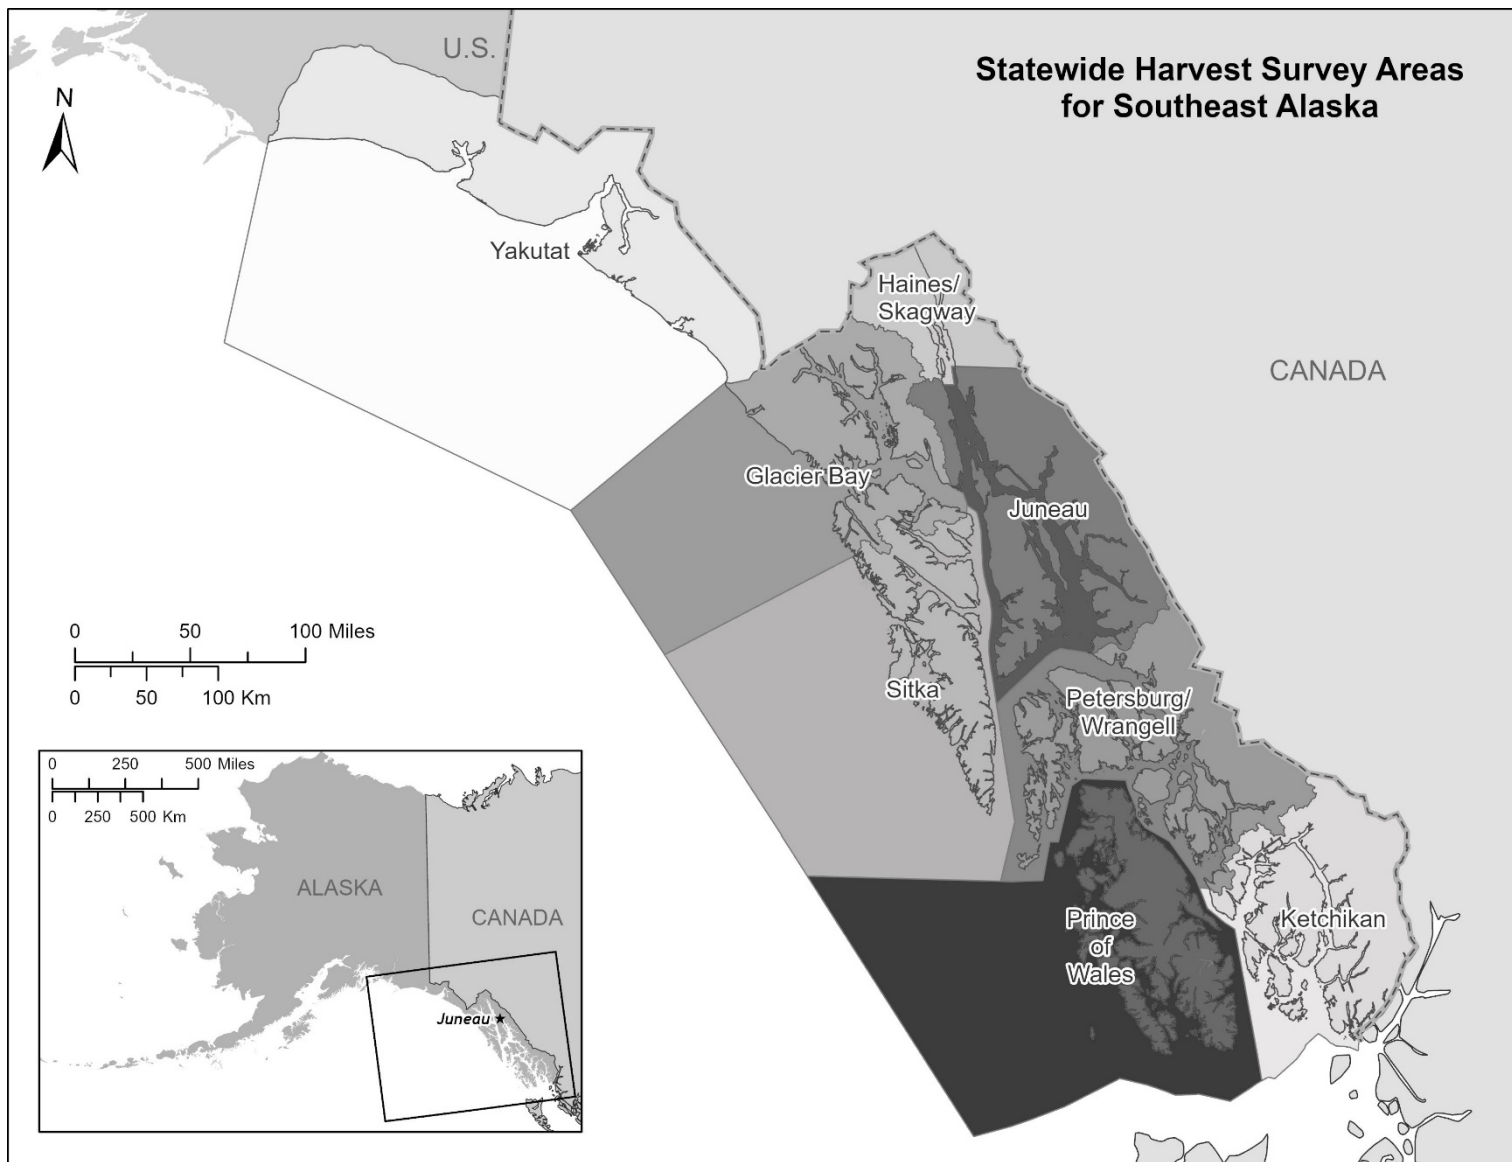 U.S.
Statewide Harvest Survey Areas
for Southeast Alaska
N
Yakutat
Haines/
Skagway
CANADA
Glacier Bay
Juneau
0 50 100 Miles
0 50 100 Km
Sitka
Petersburg/
Wrangell
0 250 500 Miles
0 250 500 Km
ALASKA
CANADA
Juneau
Prince
of
Wales
Ketchikan